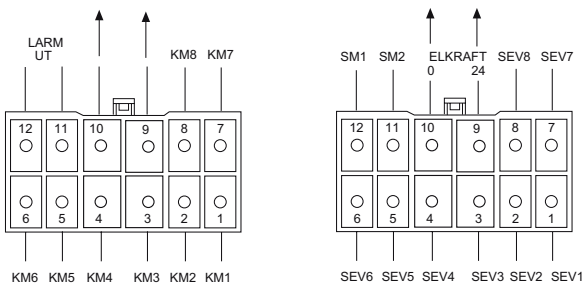 LARM
UT
KM8 KM7
12 11 10 9 8 7
6 5 4 3 2 1
KM6 KM5 KM4 KM3 KM2 KM1
SM1 SM2 ELKRAFT SEV8 SEV7
0 24
12 11 10 9 8 7
6 5 4 3 2 1
SEV6 SEV5 SEV4 SEV3 SEV2 SEV1